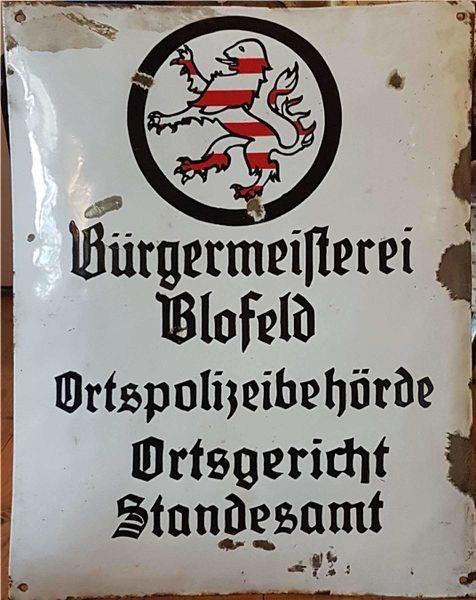 Bürgermeiſterei
Blofeld
Ortspolizeibehörde
Ortsgericht
Standesamt